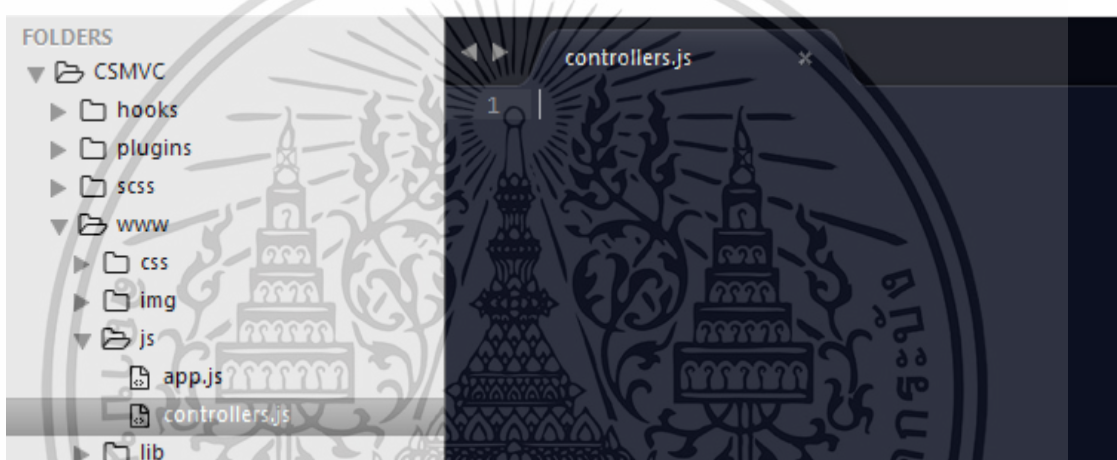 FOLDERS
CSMVC
hooks
plugins
scss
www
css
img
js
app.js
controllers.js
lib
controllers.js
1